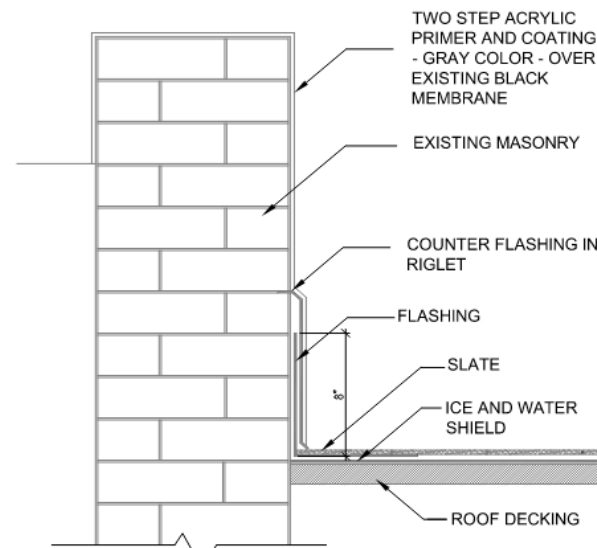 TWO STEP ACRYLIC
PRIMER AND COATING
- GRAY COLOR - OVER
EXISTING BLACK
MEMBRANE
EXISTING MASONRY
COUNTER FLASHING IN
RIGLET
FLASHING
8"
SLATE
ICE AND WATER
SHIELD
ROOF DECKING